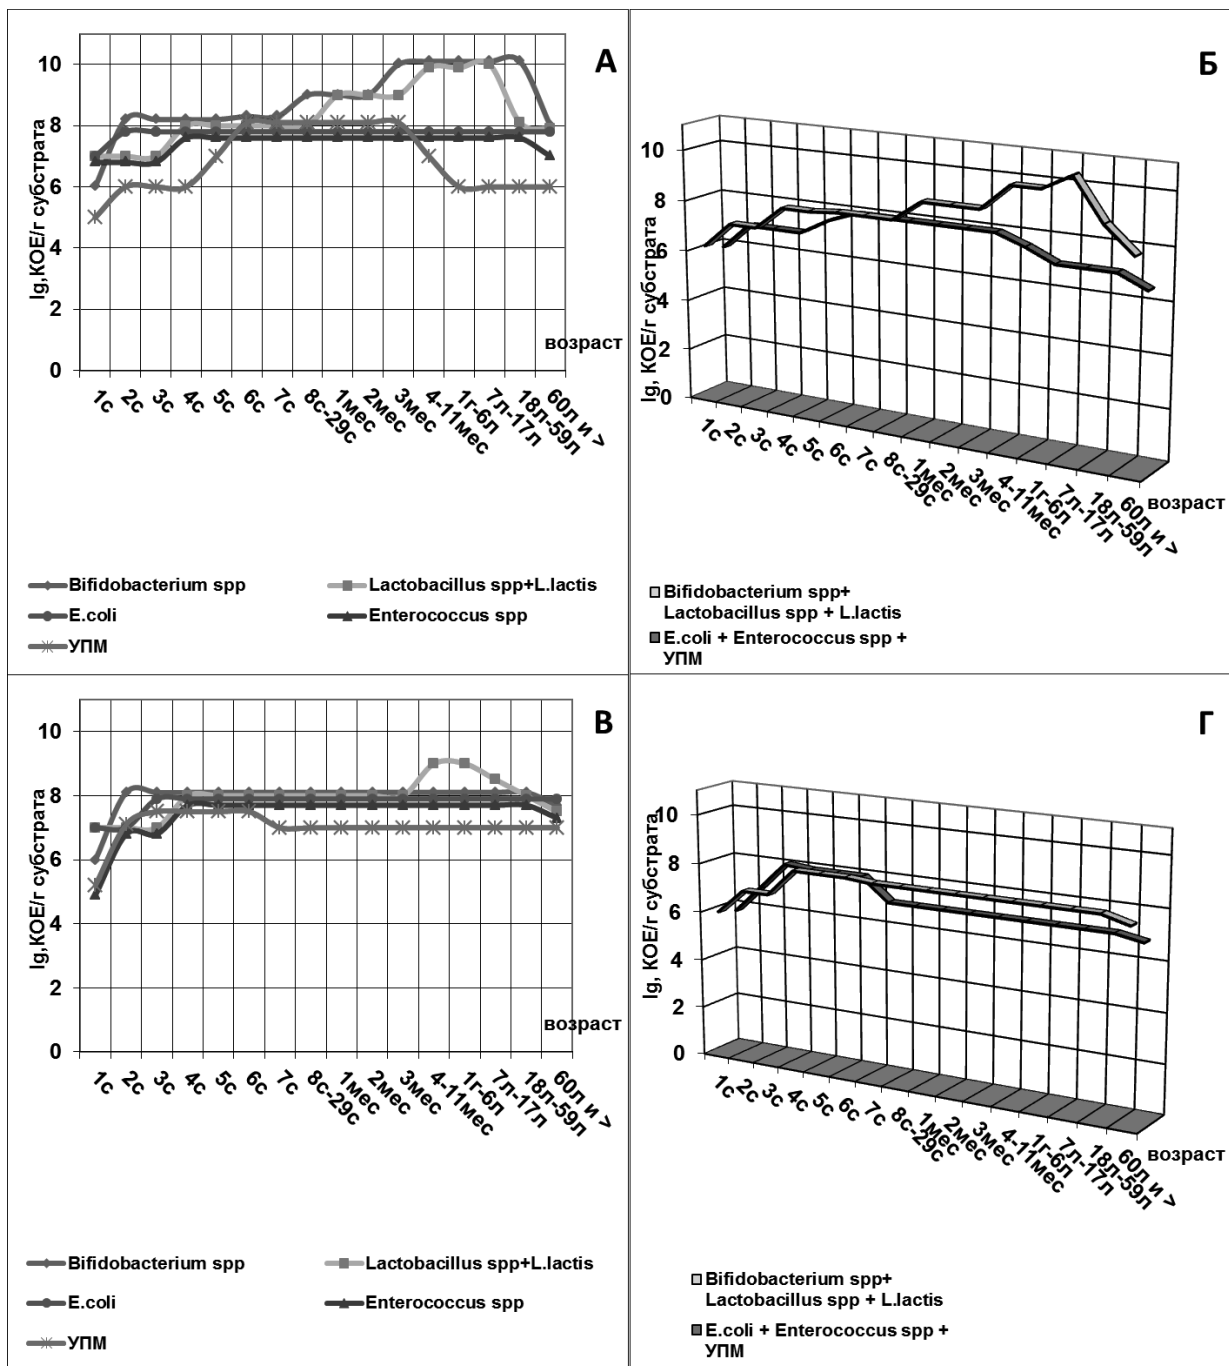 А
10
8
6
4
2
0
lg,КОЕ/г субстрата
возраст
1с
2с
3с
4с
5с
6с
7с
8с-29с
1мес
2мес
3мес
4-11мес
1г-6л
7л-17л
18л-59л
60л и >
Bifidobacterium spp
Lactobacillus spp+L.lactis
E.coli
Enterococcus spp
УПМ
Б
10
8
6
4
2
0
lg, КОЕ/г субстрата
возраст
1с
2с
3с
4с
5с
6с
7с
8с-29с
1мес
2мес
3мес
4-11мес
1г-6л
7л-17л
18л-59л
60л и >
Bifidobacterium spp+
Lactobacillus spp + L.lactis
E.coli + Enterococcus spp +
УПМ
В
10
8
6
4
2
0
lg,КОЕ/г субстрата
возраст
1с
2с
3с
4с
5с
6с
7с
8с-29с
1мес
2мес
3мес
4-11мес
1г-6л
7л-17л
18л-59л
60л и >
Bifidobacterium spp
Lactobacillus spp+L.lactis
E.coli
Enterococcus spp
УПМ
Г
10
8
6
4
2
0
lg, КОЕ/г субстрата
возраст
1с
2с
3с
4с
5с
6с
7с
8с-29с
1мес
2мес
3мес
4-11мес
1г-6л
7л-17л
18л-59л
60л и >
Bifidobacterium spp+
Lactobacillus spp + L.lactis
E.coli + Enterococcus spp +
УПМ